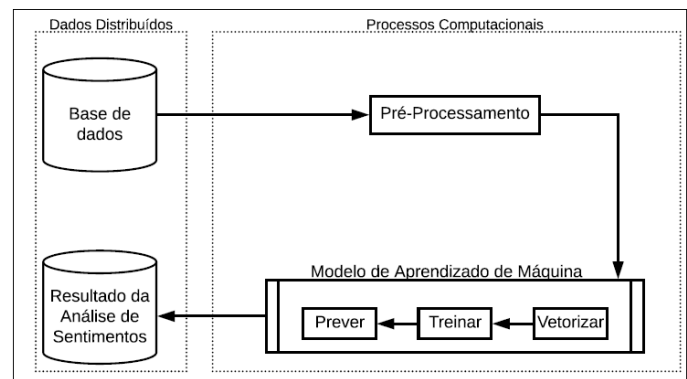 Dados Distribuídos
Processos Computacionais
Base de
dados
Pré-Processamento
Modelo de Aprendizado de Máquina
Resultado da
Análise de
Sentimentos
Prever
Treinar
Vetorizar